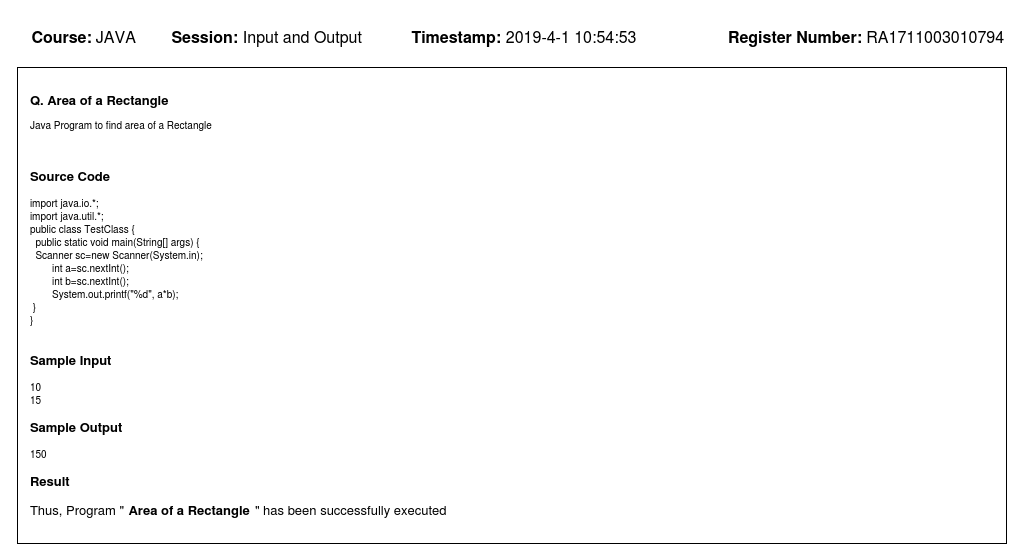 Course: JAVA Session: Input and Output Timestamp: 2019-4-1 10:54:53 Register Number: RA1711003010794
Q. Area of a Rectangle
Java Program to find area of a Rectangle
Source Code
import java.io.*;
import java.util.*;
public class TestClass {
  public static void main(String[] args) {
  Scanner sc=new Scanner(System.in);
        int a=sc.nextInt();
        int b=sc.nextInt();
        System.out.printf("%d", a*b);
 }
}
Sample Input
10
15
Sample Output
150
Result
Thus, Program " Area of a Rectangle " has been successfully executed